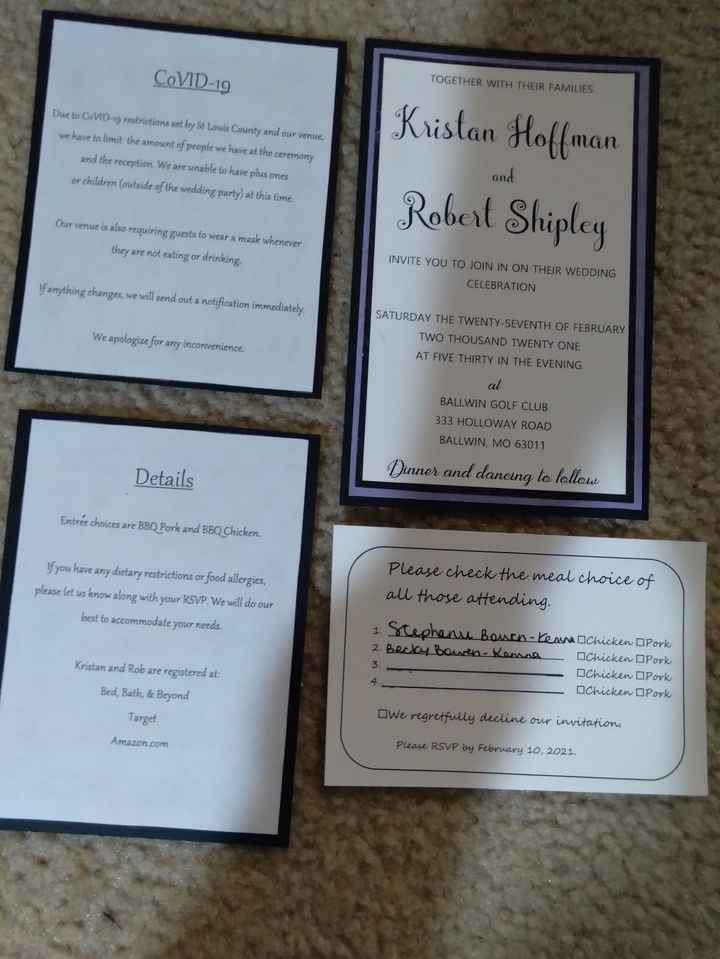 CoVID-19
Due to CoVID-19 restrictions set by St Louis County and our venue,
we have to limit the amount of people we have at the ceremony
and the reception. We are unable to have plus ones
or children (outside of the wedding party) at this time.
Our venue is also requiring guests to wear a mask whenever
they are not eating or drinking.
If anything changes, we will send out a notification immediately.
We apologize for any inconvenience.
TOGETHER WITH THEIR FAMILIES
Kristan Hoffman
and
Robert Shipley
INVITE YOU TO JOIN IN ON THEIR WEDDING
CELEBRATION
SATURDAY THE TWENTY-SEVENTH OF FEBRUARY
TWO THOUSAND TWENTY ONE
AT FIVE THIRTY IN THE EVENING
at
BALLWIN GOLF CLUB
333 HOLLOWAY ROAD
BALLWIN, MO 63011
Dinner and dancing to follow
Details
Entrée choices are BBQ Pork and BBQ Chicken.
If you have any dietary restrictions or food allergies,
please let us know along with your RSVP. We will do our
best to accommodate your needs.
Kristan and Rob are registered at:
Bed, Bath, & Beyond
Target
Amazon.com
Please check the meal choice of
all those attending.
1. Stephanie Bowen-Kemna □Chicken □Pork
2. Becky Bowen-Kemna □Chicken □Pork
3. □Chicken □Pork
4. □Chicken □Pork
□We regretfully decline our invitation.
Please RSVP by February 10, 2021.